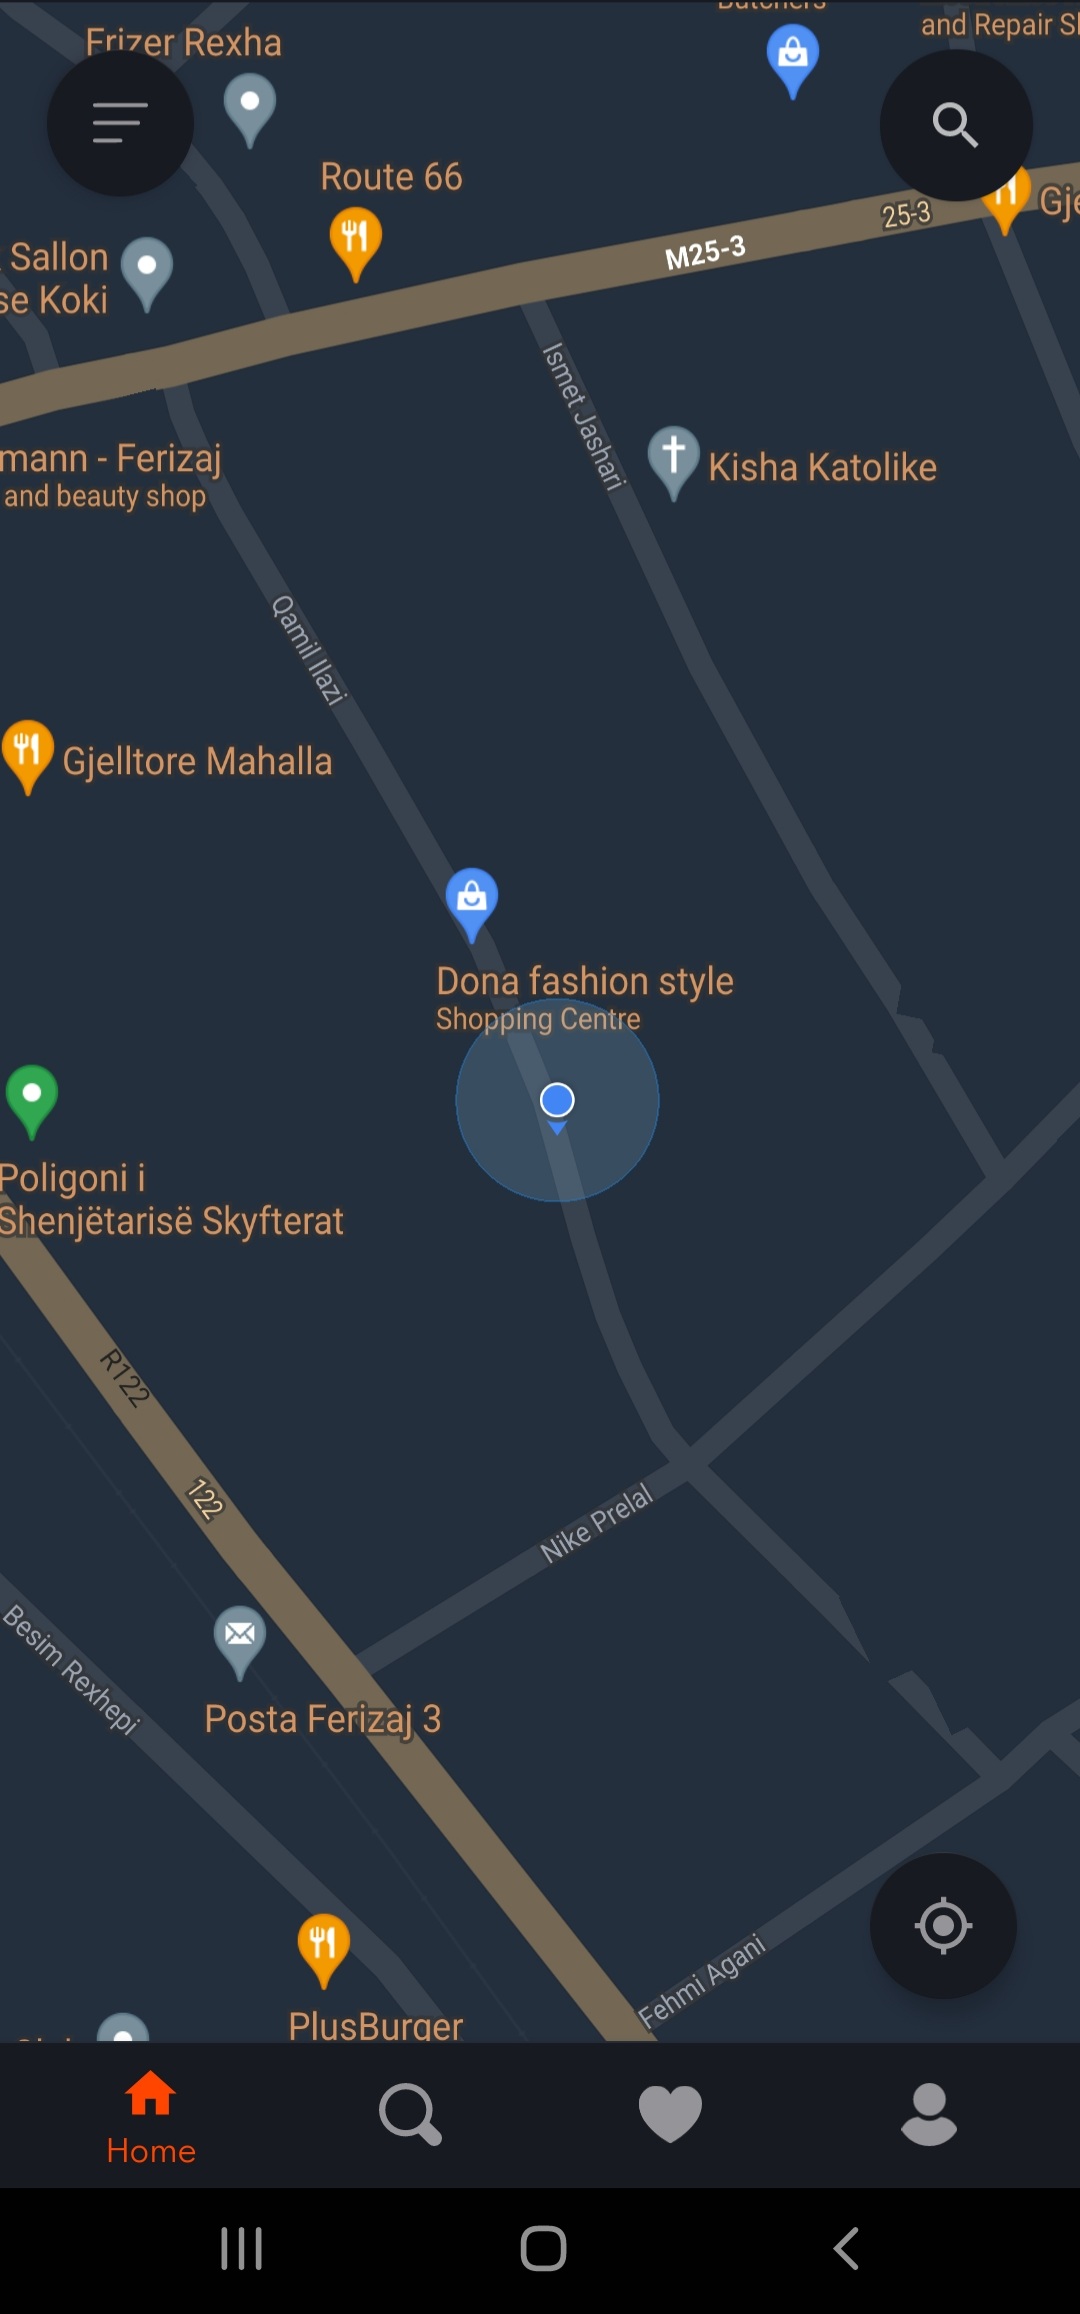 and Repair
Frizer Rexha
Route 66
25-3
M25-3
Sallon
Koki
Ismet Jashari
Kisha Katolike
- Ferizaj
and beauty shop
Qamil Ilazi
Gjelltore Mahalla
Dona fashion style
Shopping Centre
Poligoni i
Shenjëtarisë Skyfterat
R122
122
Nike Prelal
Besim Rexhepi
Posta Ferizaj 3
Fehmi Agani
PlusBurger
Home